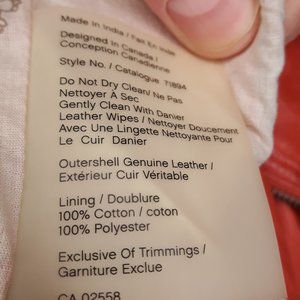 Made In India / Fait En Inde
Designed in Canada /
Conception Canadienne
Style No. / Catalogue 71894
Do Not Dry Clean/ Ne Pas
Nettoyer À Sec
Gently Clean With Danier
Leather Wipes / Nettoyer Doucement
Avec Une Lingette Nettoyante Pour
Le Cuir Danier
Outershell Genuine Leather /
Extérieur Cuir Véritable
Lining / Doublure
100% Cotton / coton
100% Polyester
Exclusive Of Trimmings /
Garniture Exclue
CA 02558